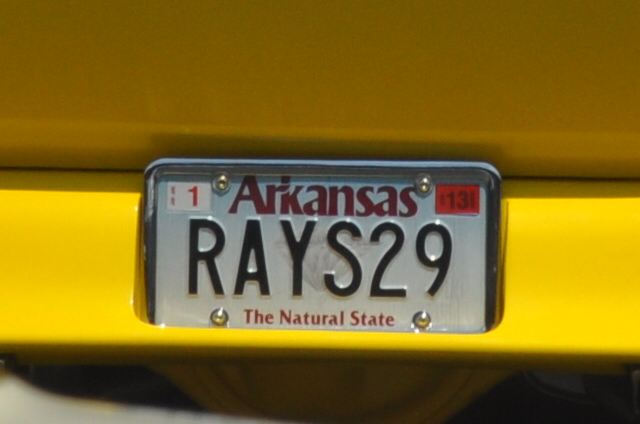 1 Arkansas 13
RAYS29
The Natural State